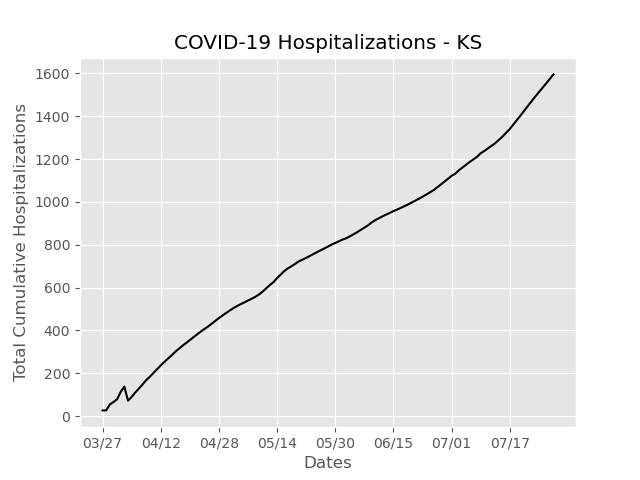 COVID-19 Hospitalizations - KS
Total Cumulative Hospitalizations
1600
1400
1200
1000
800
600
400
200
0
03/27 04/12 04/28 05/14 05/30 06/15 07/01 07/17
Dates